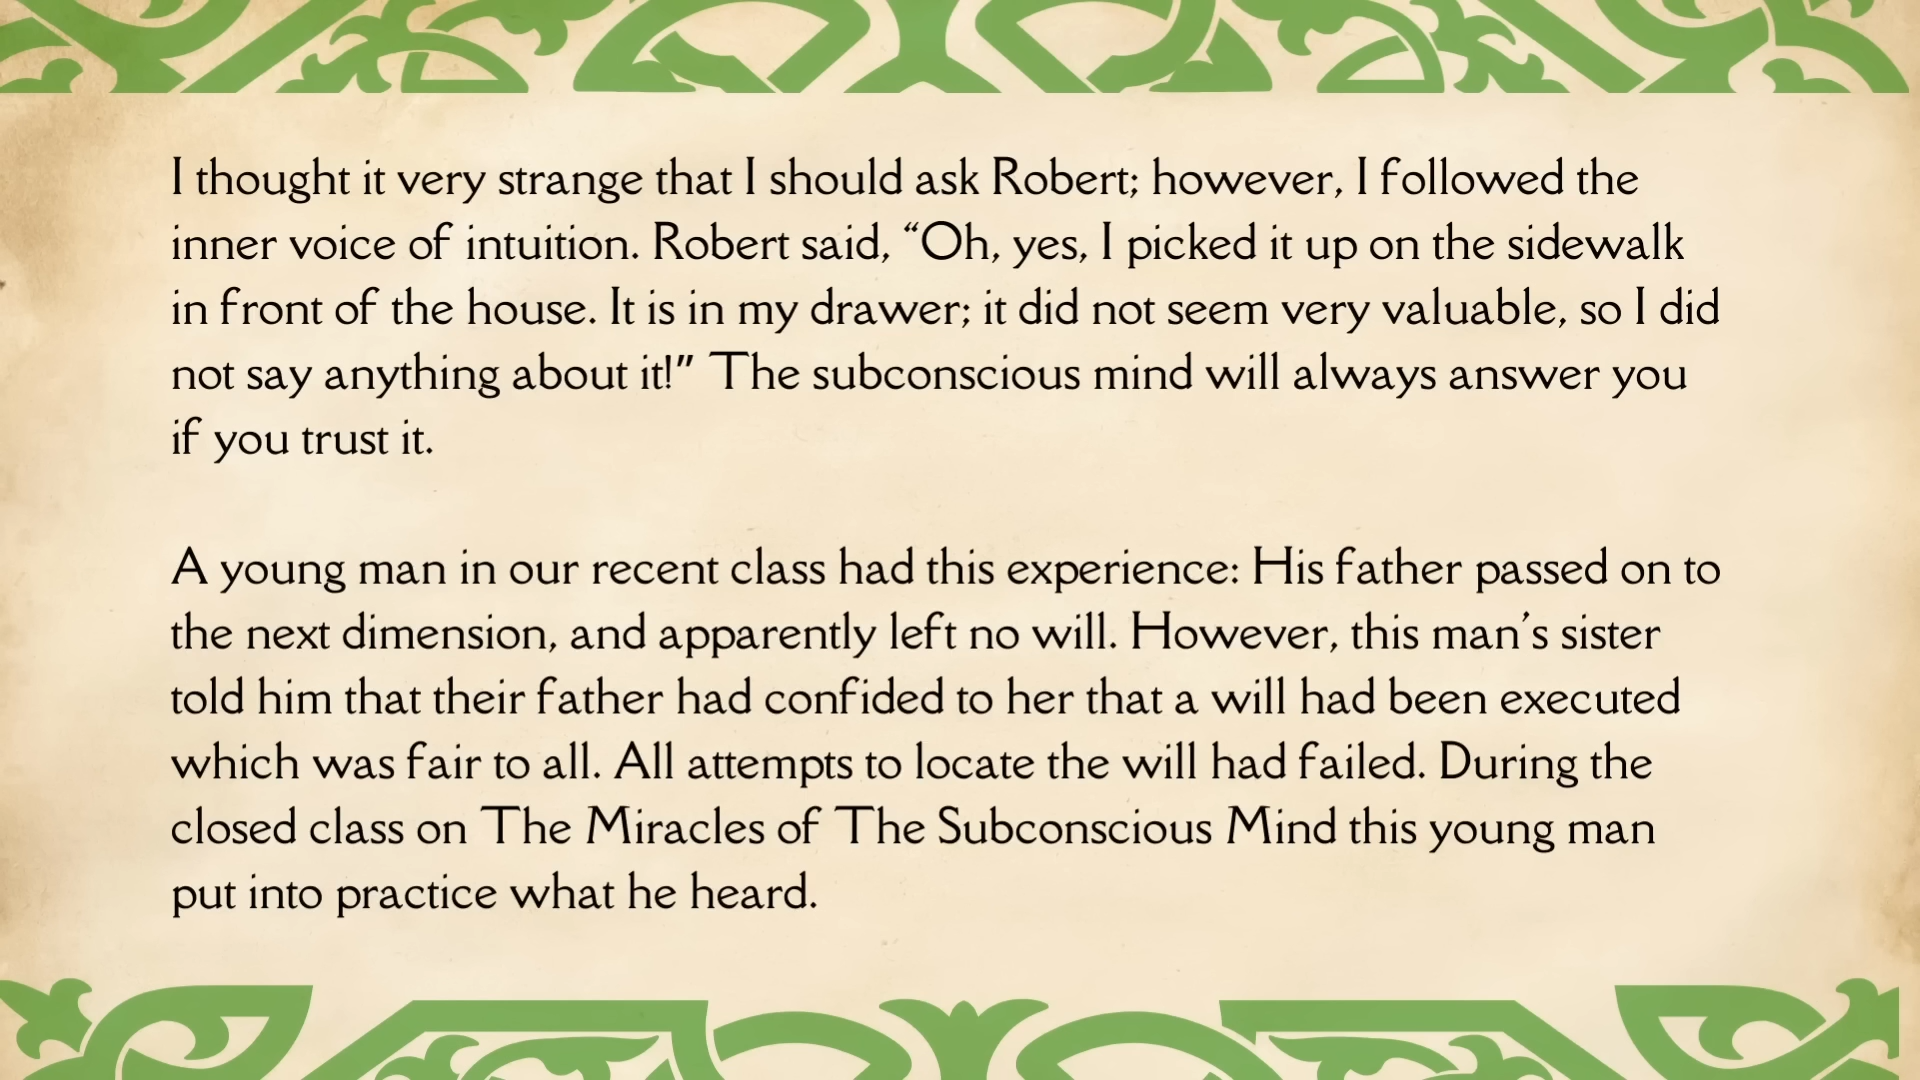 I thought it very strange that I should ask Robert; however, I followed the
inner voice of intuition. Robert said, “Oh, yes, I picked it up on the sidewalk
in front of the house. It is in my drawer; it did not seem very valuable, so I did
not say anything about it!” The subconscious mind will always answer you
if you trust it.
A young man in our recent class had this experience: His father passed on to
the next dimension, and apparently left no will. However, this man’s sister
told him that their father had confided to her that a will had been executed
which was fair to all. All attempts to locate the will had failed. During the
closed class on The Miracles of The Subconscious Mind this young man
put into practice what he heard.